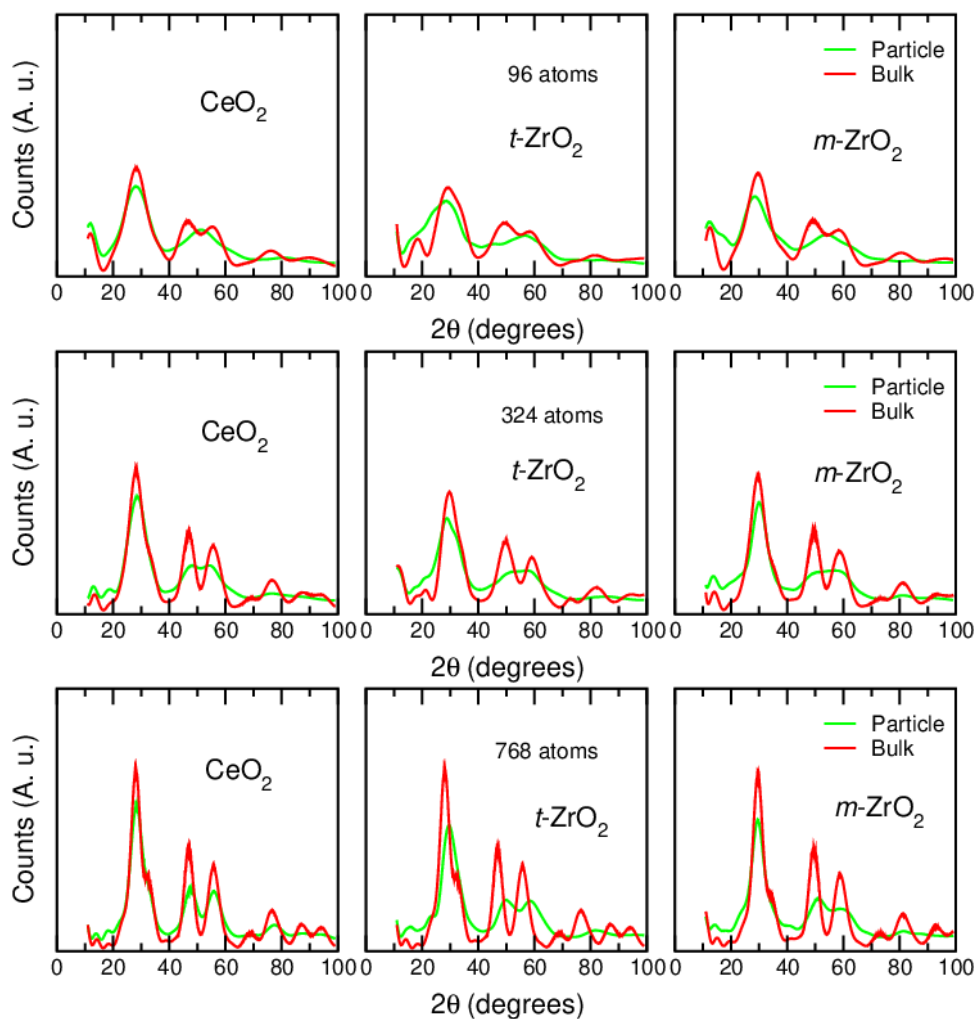 Counts (A. u.)
CeO2
96 atoms
t-ZrO2
Particle
Bulk
m-ZrO2
0 20 40 60 80 100 0 20 40 60 80 100 0 20 40 60 80 100
2θ (degrees)
Counts (A. u.)
CeO2
324 atoms
t-ZrO2
Particle
Bulk
m-ZrO2
0 20 40 60 80 100 0 20 40 60 80 100 0 20 40 60 80 100
2θ (degrees)
Counts (A. u.)
CeO2
768 atoms
t-ZrO2
Particle
Bulk
m-ZrO2
0 20 40 60 80 100 0 20 40 60 80 100 0 20 40 60 80 100
2θ (degrees)